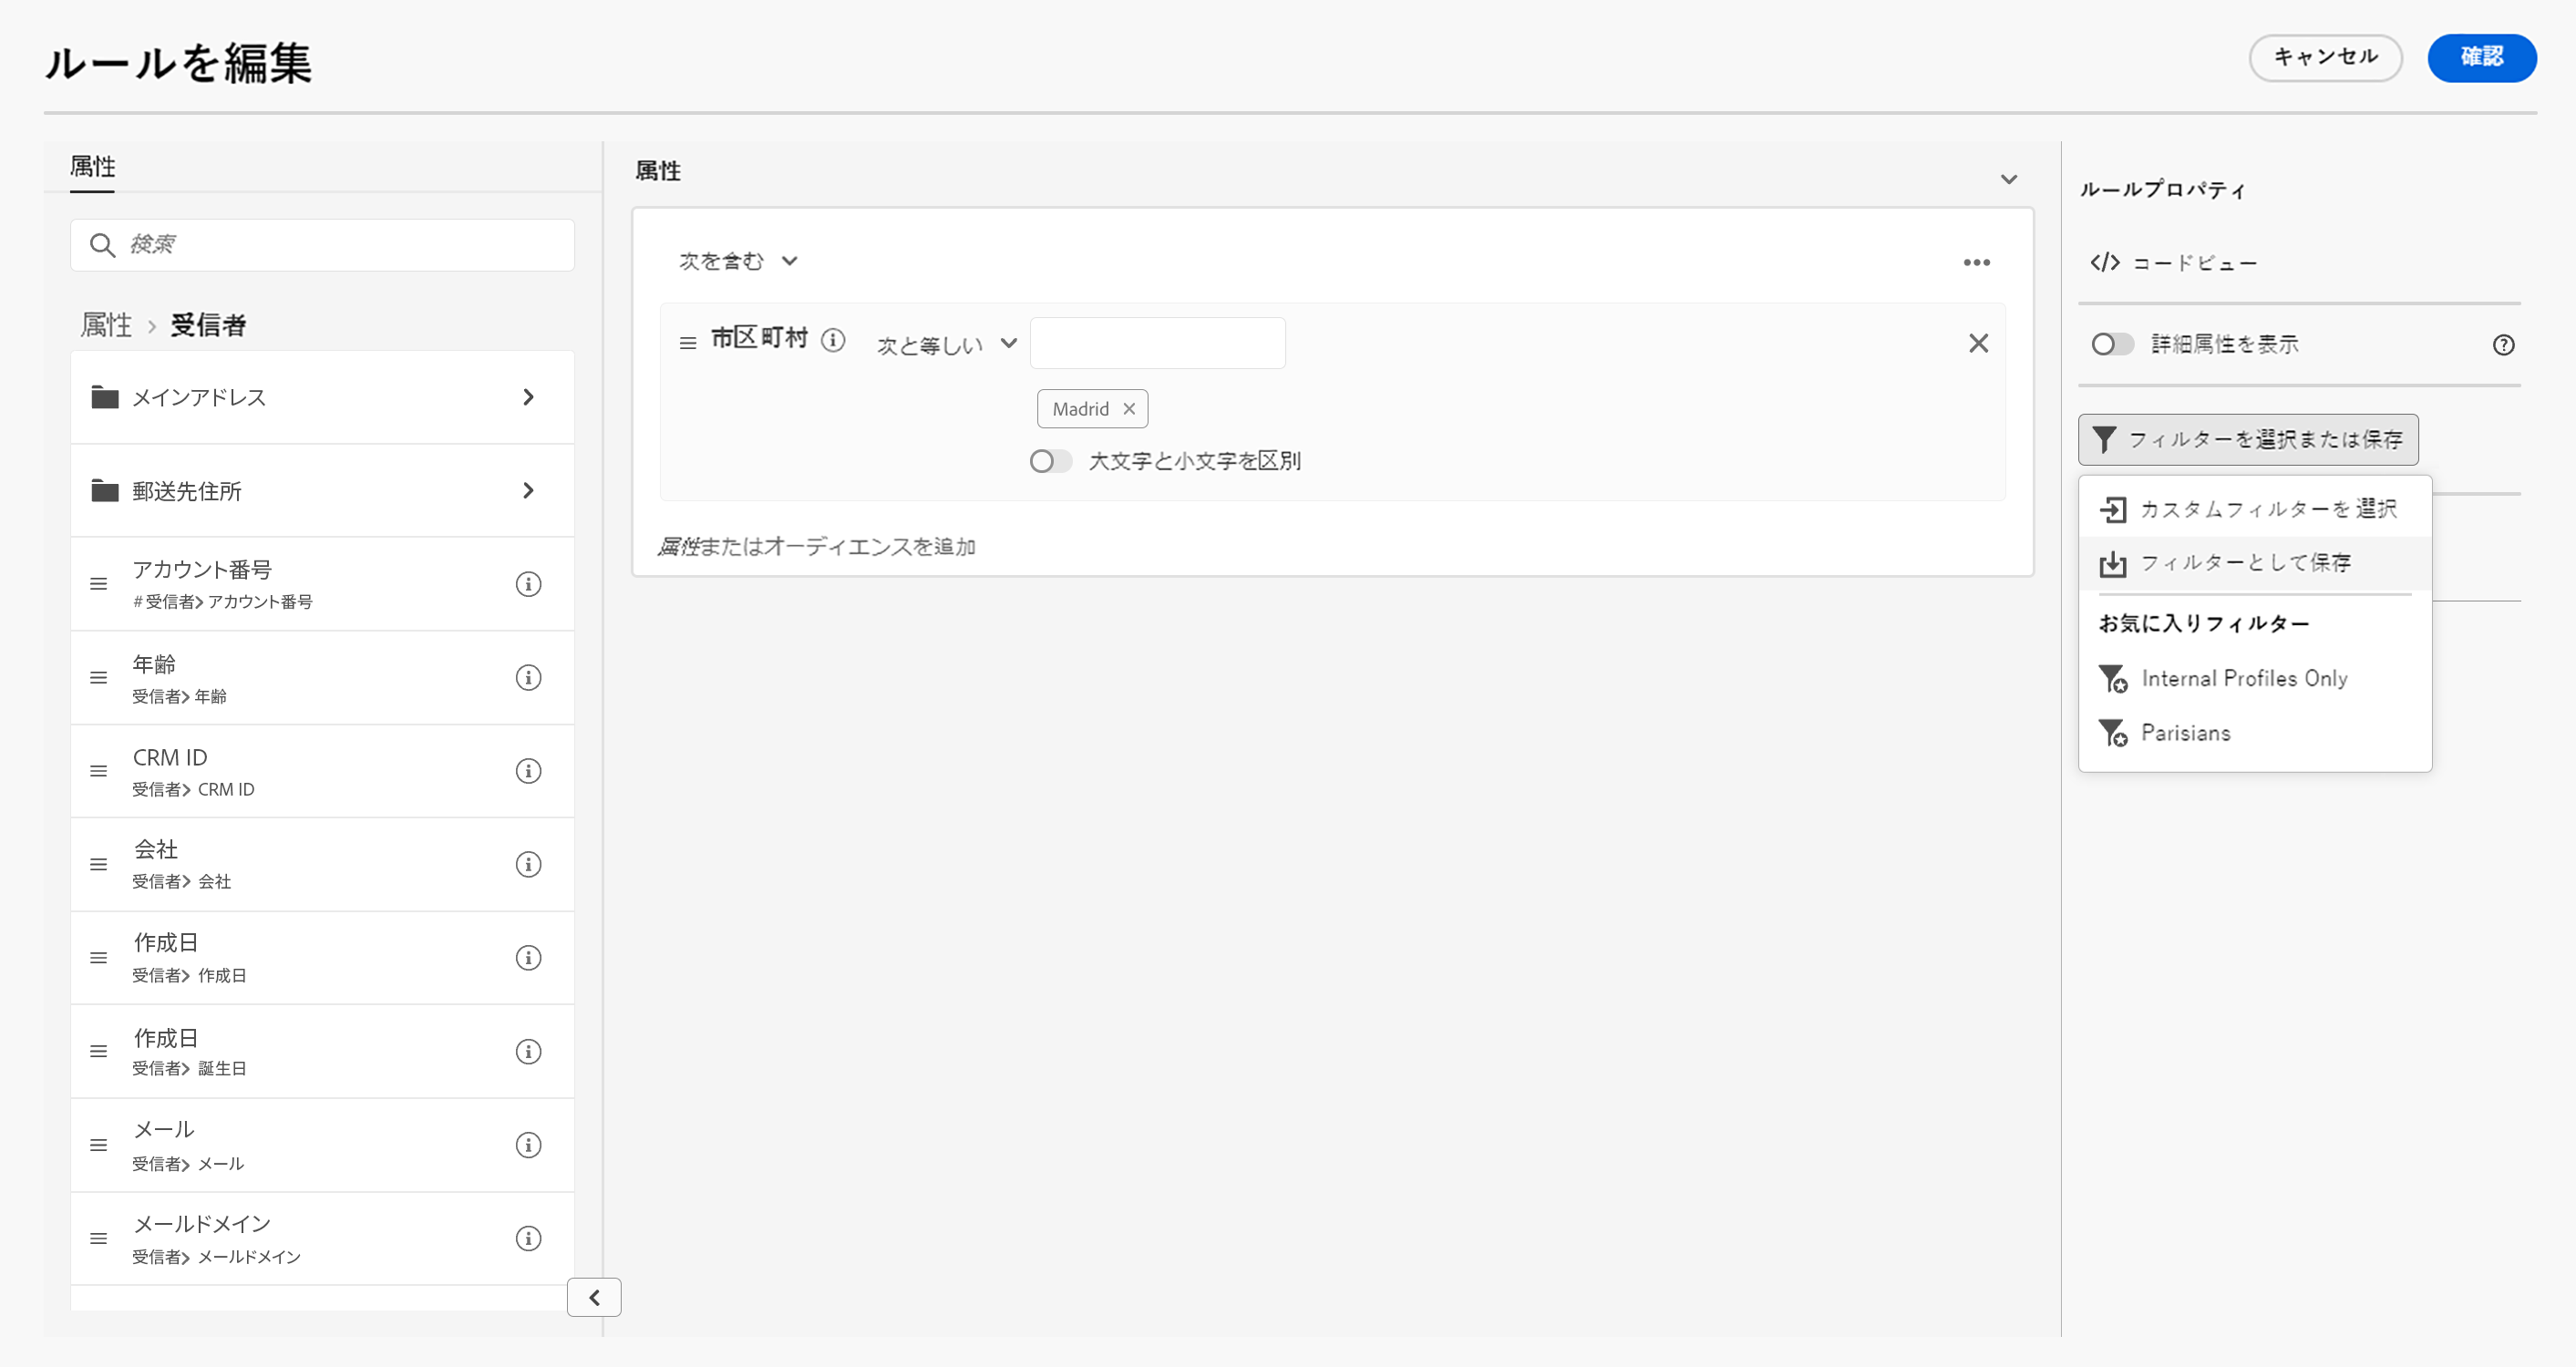 ルールを編集
キャンセル
確認
属性
検索
属性 > 受信者
メインアドレス
郵送先住所
アカウント番号
# 受信者> アカウント番号
年齢
受信者> 年齢
CRM ID
受信者> CRM ID
会社
受信者> 会社
作成日
受信者> 作成日
作成日
受信者> 誕生日
メール
受信者> メール
メールドメイン
受信者> メールドメイン
属性
次を含む
市区町村 次と等しい
Madrid
大文字と小文字を区別
属性またはオーディエンスを追加
ルールプロパティ
コードビュー
詳細属性を表示
フィルターを選択または保存
カスタムフィルターを選択
フィルターとして保存
お気に入りフィルター
Internal Profiles Only
Parisians